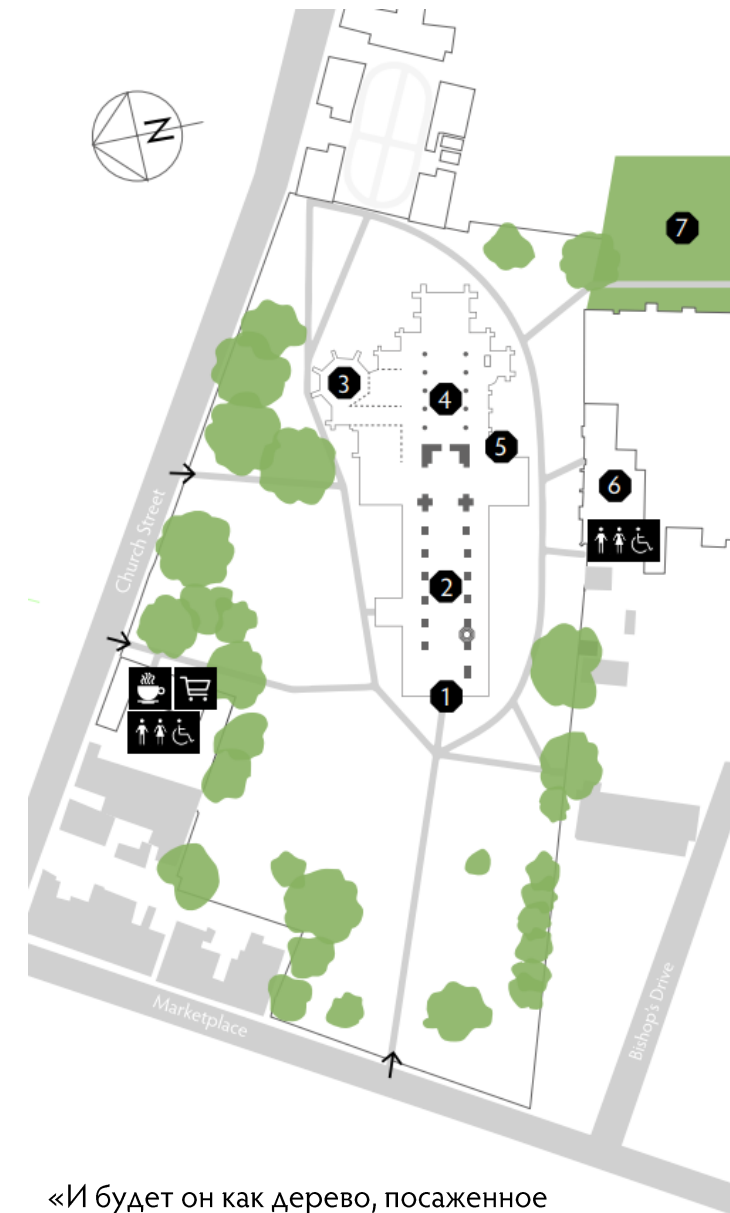 N
7
3
4
5
6
Church Street
2
1
Marketplace
Bishop's Drive
«И будет он как дерево, посаженное